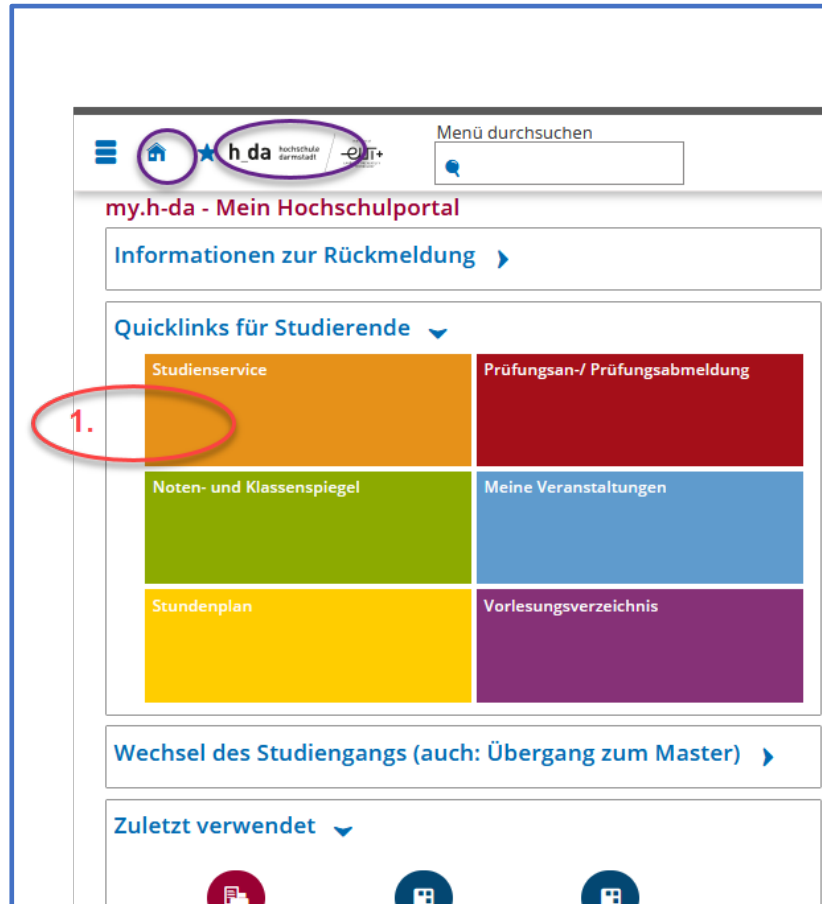 Menü durchsuchen
h_da hochschule darmstadt
eut+
my.h-da - Mein Hochschulportal
Informationen zur Rückmeldung
Quicklinks für Studierende
Studienservice
Prüfungsan-/ Prüfungsabmeldung
1.
Noten- und Klassenspiegel
Meine Veranstaltungen
Stundenplan
Vorlesungsverzeichnis
Wechsel des Studiengangs (auch: Übergang zum Master)
Zuletzt verwendet